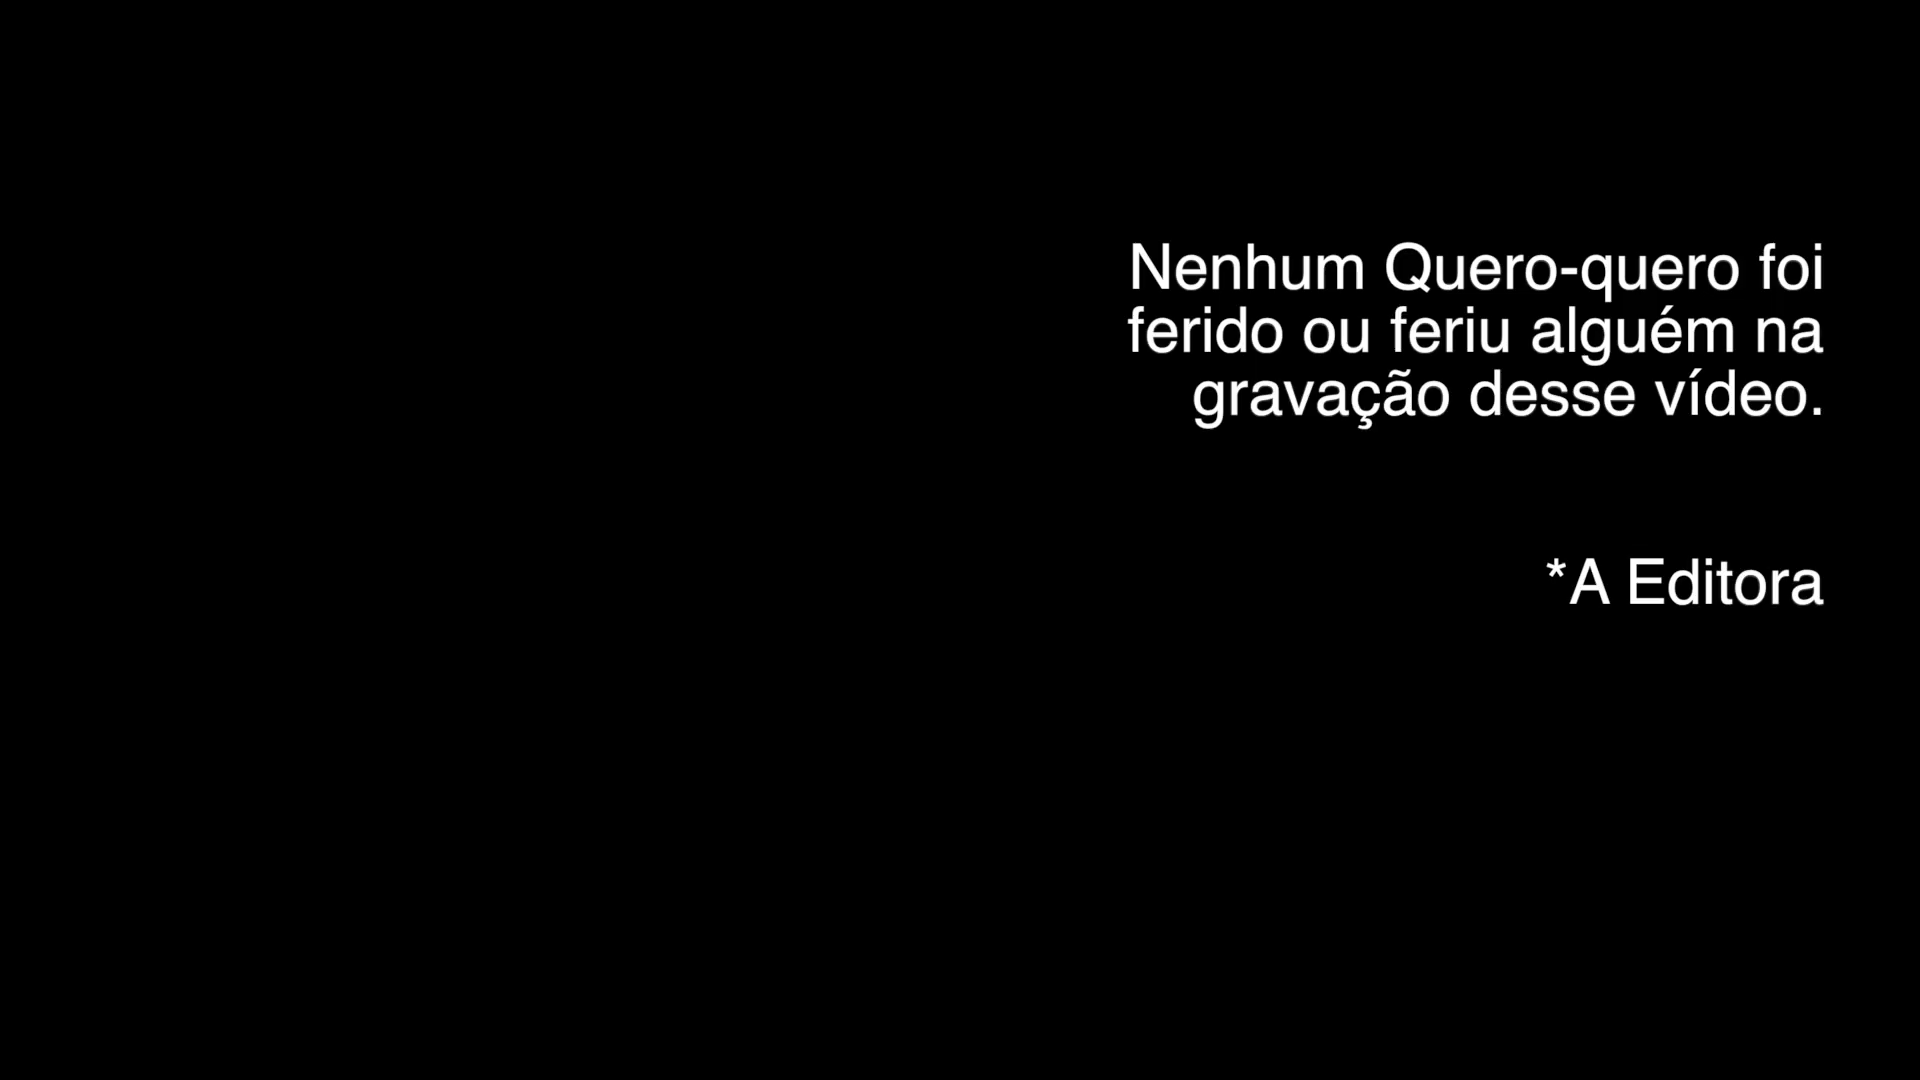 Nenhum Quero-quero foi
ferido ou feriu alguém na
gravação desse vídeo.
*A Editora